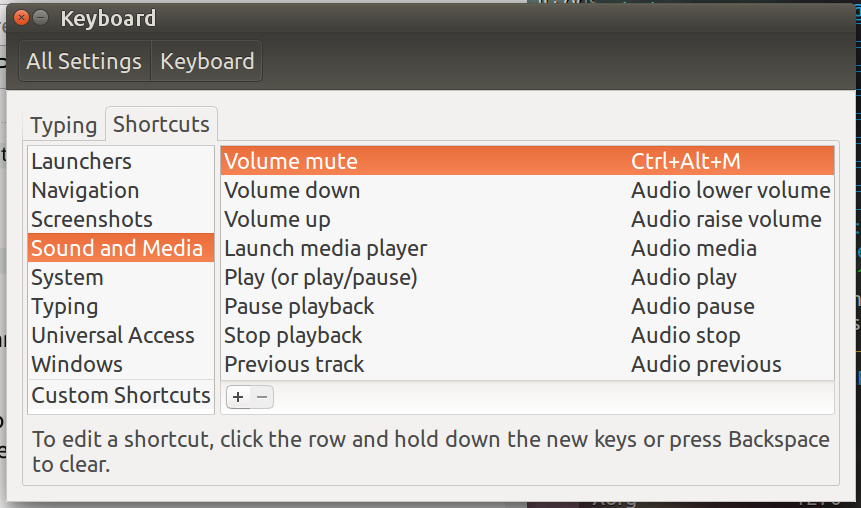 Keyboard
All Settings Keyboard
Typing Shortcuts
Launchers
Navigation
Screenshots
Sound and Media
System
Typing
Universal Access
Windows
Custom Shortcuts
Volume mute Ctrl+Alt+M
Volume down Audio lower volume
Volume up Audio raise volume
Launch media player Audio media
Play (or play/pause) Audio play
Pause playback Audio pause
Stop playback Audio stop
Previous track Audio previous
+ −
To edit a shortcut, click the row and hold down the new keys or press Backspace
to clear.